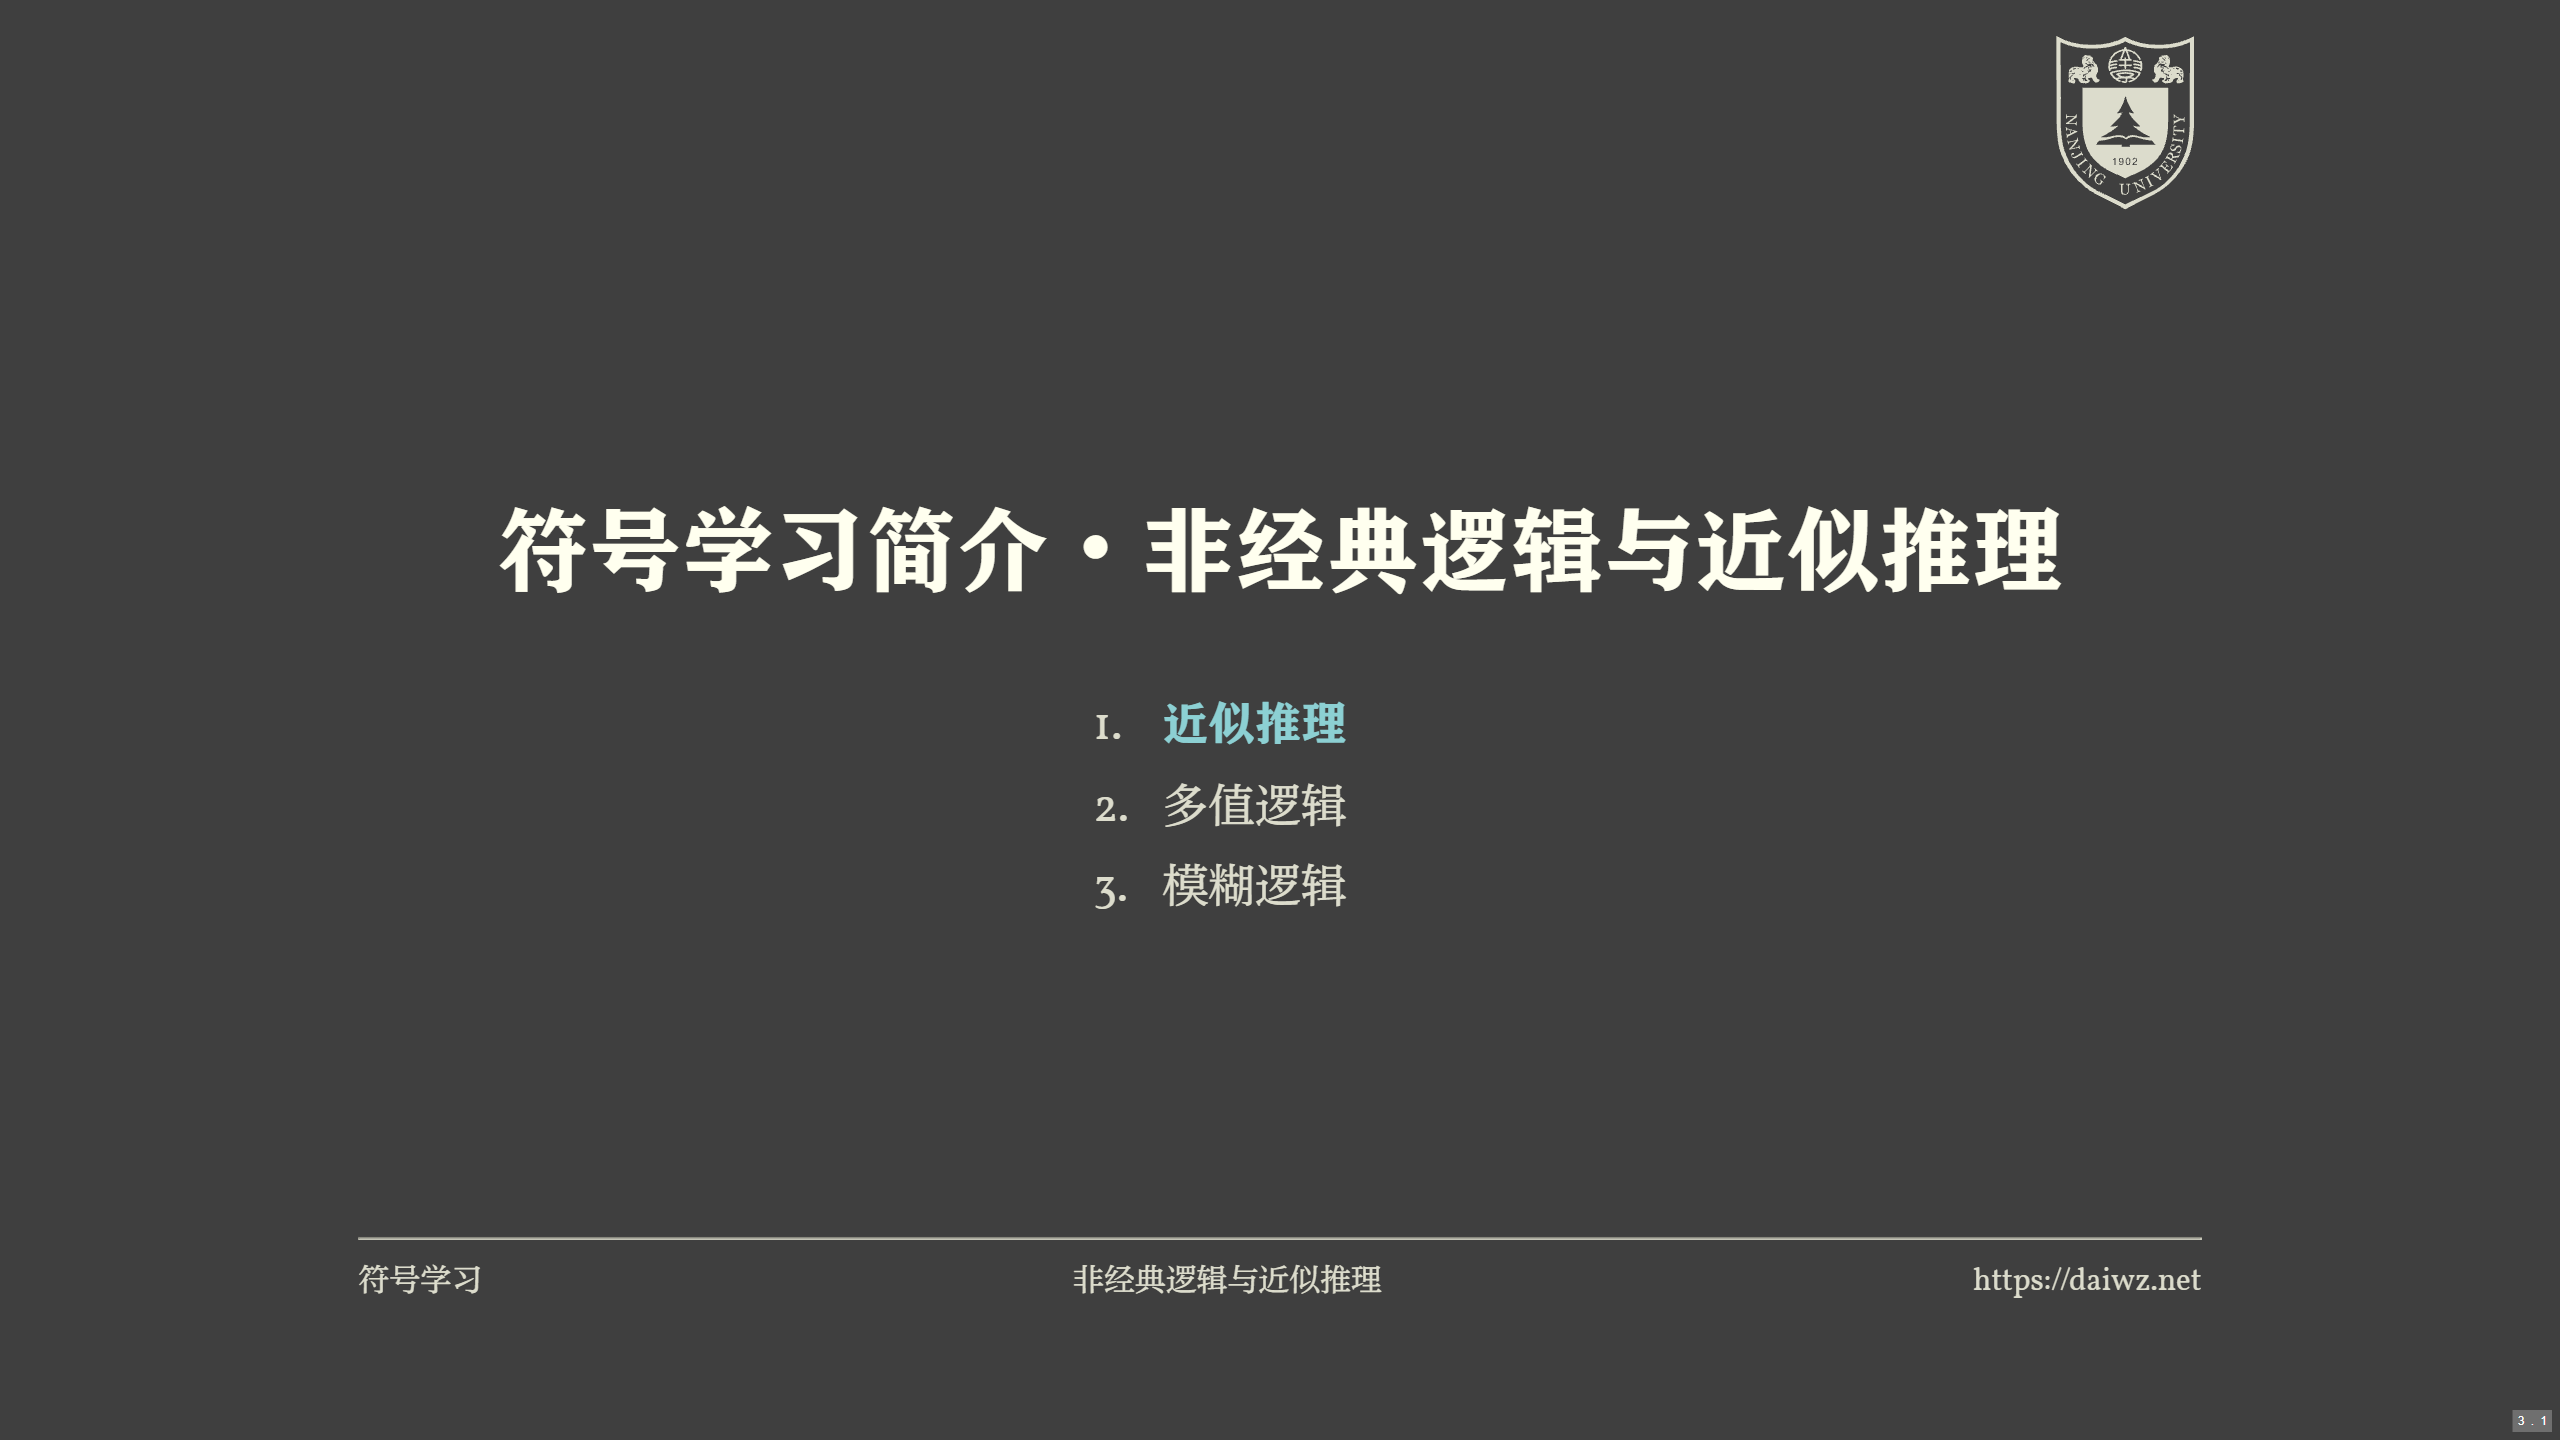 NANJING UNIVERSITY
1902
符号学习简介・非经典逻辑与近似推理
1. 近似推理
2. 多值逻辑
3. 模糊逻辑
符号学习
非经典逻辑与近似推理
https://daiwz.net
3 . 1